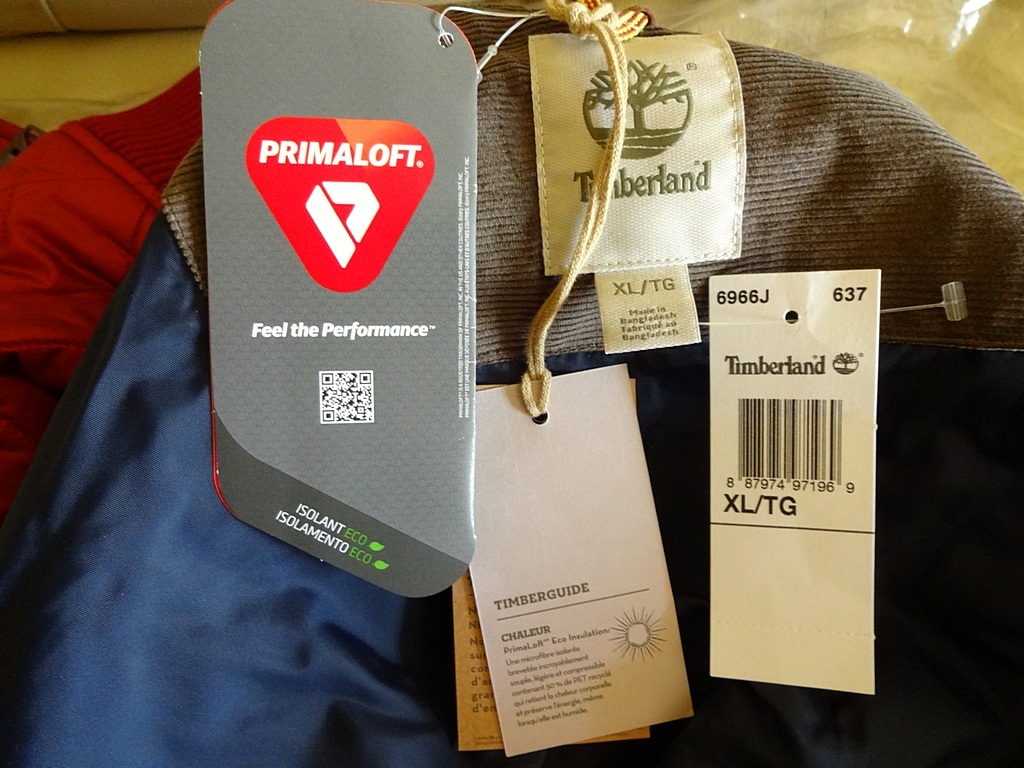 PRIMALOFT®
Feel the Performance™
ISOLANT ECO
ISOLAMENTO ECO
®
Timberland
XL/TG
Made in
Bangladesh
Fabriqué au
Bangladesh
6966J 637
Timberland
8 87974 97196 9
XL/TG
TIMBERGUIDE
CHALEUR
PrimaLoft™ Eco Insulation:
Une microfibre isolante
brevetée incroyablement
souple, légère et compressible
contenant 50 % de PET recyclé
qui retient la chaleur corporelle
et préserve l'énergie, même
lorsqu'elle est humide.